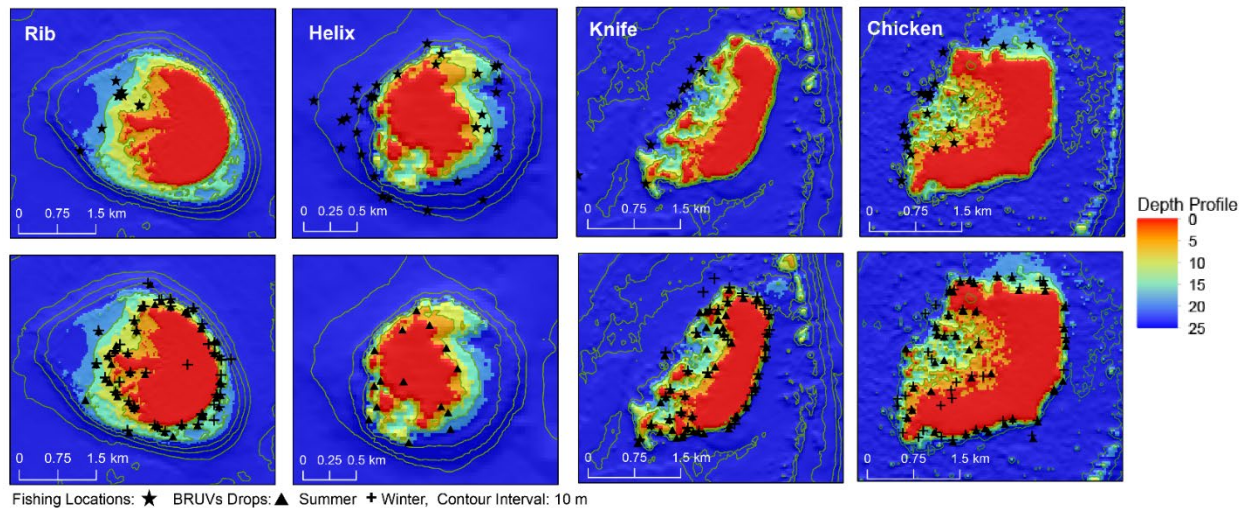 Rib
Helix
Knife
Chicken
0 0.75 1.5 km
0 0.25 0.5 km
0 0.75 1.5 km
0 0.75 1.5 km
Depth Profile
0
5
10
15
20
25
0 0.75 1.5 km
0 0.25 0.5 km
0 0.75 1.5 km
0 0.75 1.5 km
Fishing Locations: ★ BRUVs Drops: ▲ Summer + Winter, Contour Interval: 10 m